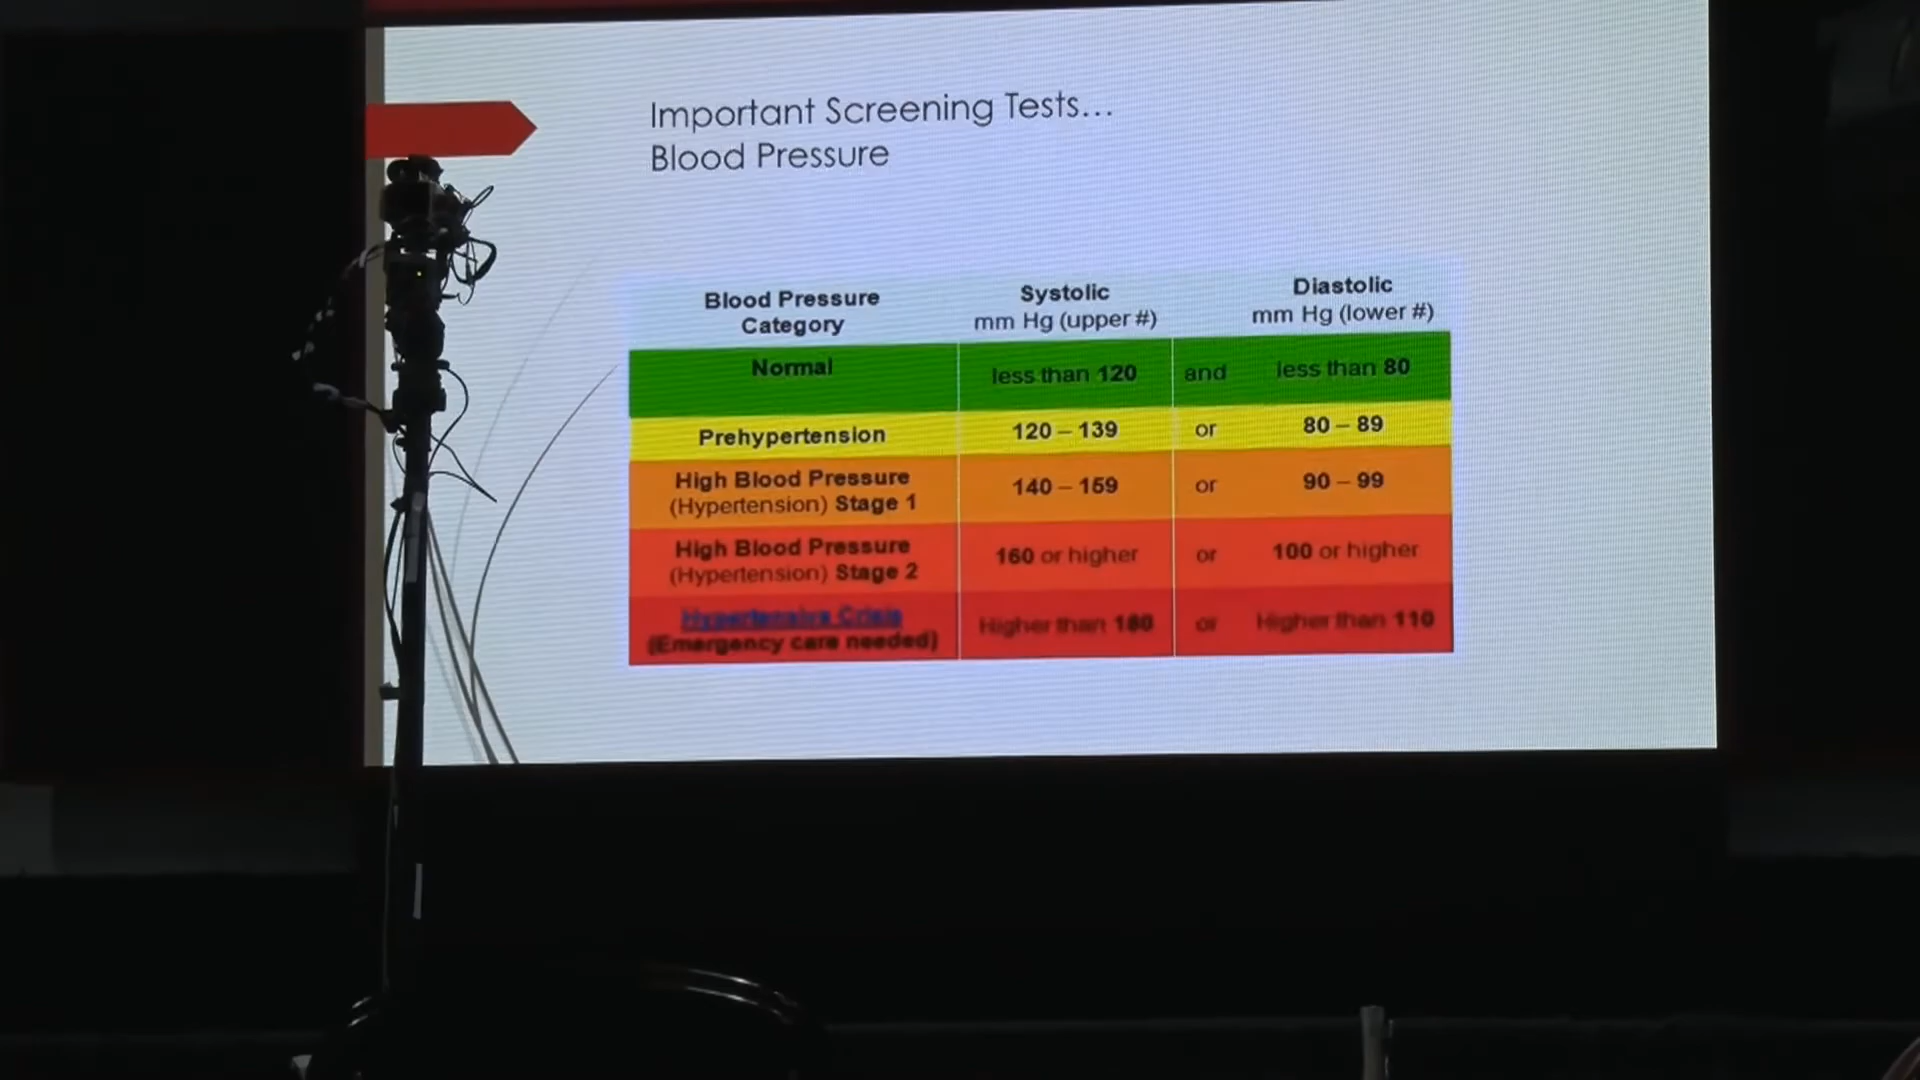 Important Screening Tests...
Blood Pressure
Blood Pressure
Category
Systolic
mm Hg (upper #)
Diastolic
mm Hg (lower #)
Normal
less than 120
and
less than 80
Prehypertension
120 – 139
or
80 – 89
High Blood Pressure
(Hypertension) Stage 1
140 – 159
or
90 – 99
High Blood Pressure
(Hypertension) Stage 2
160 or higher
or
100 or higher
Hypertensive Crisis
(Emergency care needed)
Higher than 180
or
Higher than 110